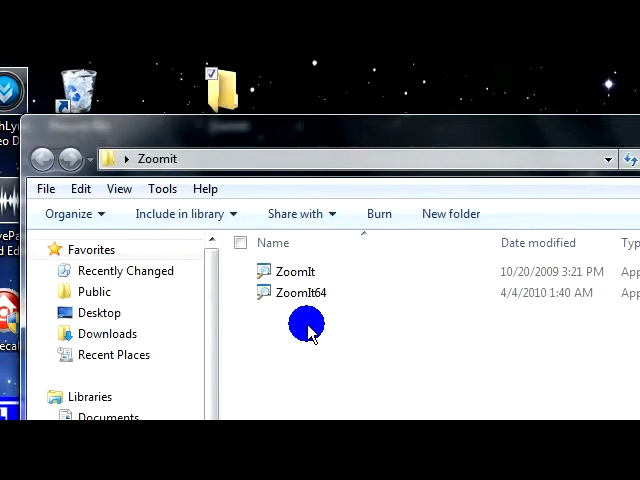 Zoomit
File Edit View Tools Help
Organize Include in library Share with Burn New folder
Name Date modified Typ
Favorites
Recently Changed
Public
Desktop
Downloads
Recent Places
Libraries
Documents
ZoomIt 10/20/2009 3:21 PM App
ZoomIt64 4/4/2010 1:40 AM App